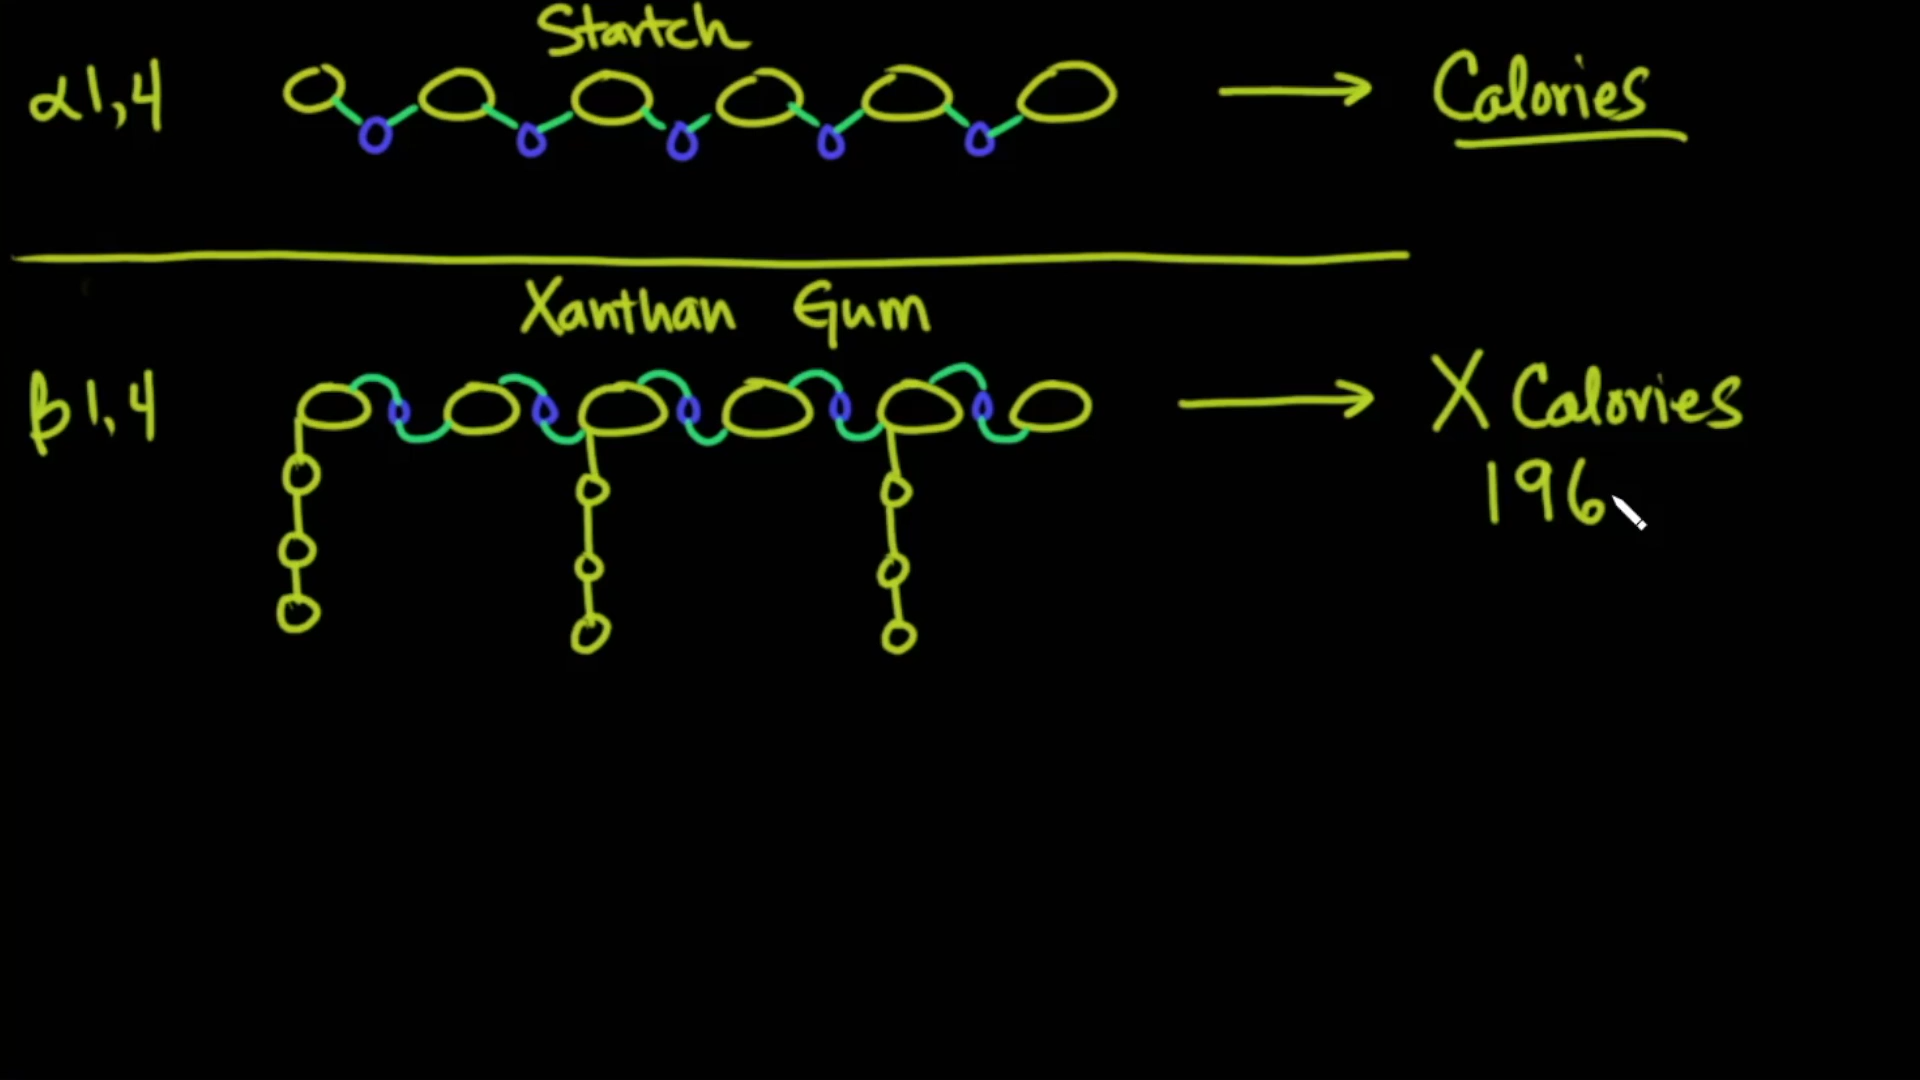 Startch
α1,4
Calories
Xanthan Gum
β1,4
X Calories
196